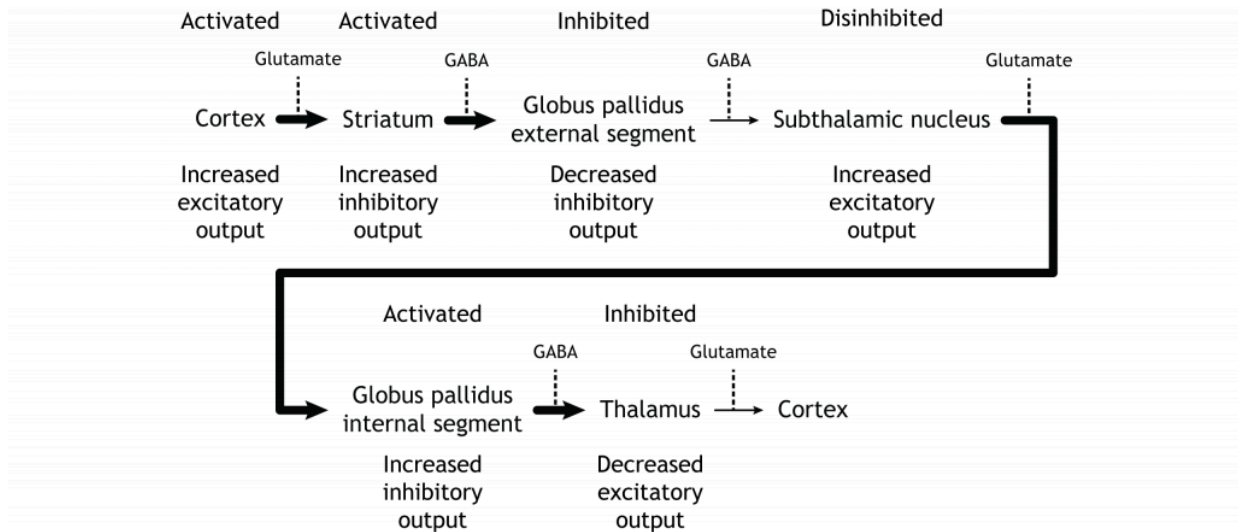 Activated Activated Inhibited Disinhibited
Glutamate GABA GABA Glutamate
Cortex Striatum Globus pallidus external segment Subthalamic nucleus
Increased excitatory output
Increased inhibitory output
Decreased inhibitory output
Increased excitatory output
Activated Inhibited
GABA Glutamate
Globus pallidus internal segment Thalamus Cortex
Increased inhibitory output
Decreased excitatory output